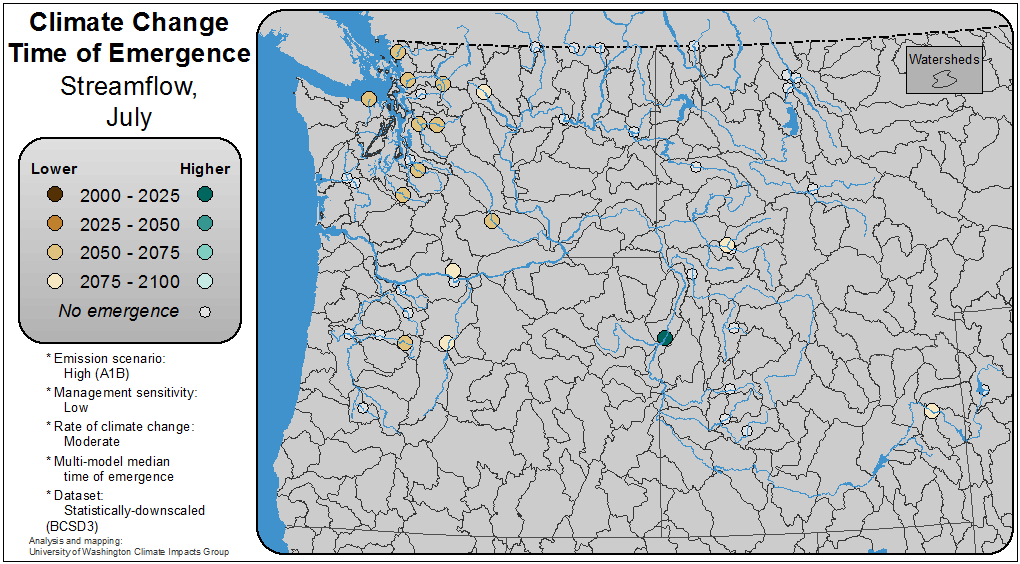 Climate Change
Time of Emergence
Streamflow,
July
Lower Higher
2000 - 2025
2025 - 2050
2050 - 2075
2075 - 2100
No emergence
* Emission scenario:
High (A1B)
* Management sensitivity:
Low
* Rate of climate change:
Moderate
* Multi-model median
time of emergence
* Dataset:
Statistically-downscaled
(BCSD3)
Analysis and mapping:
University of Washington Climate Impacts Group
Watersheds